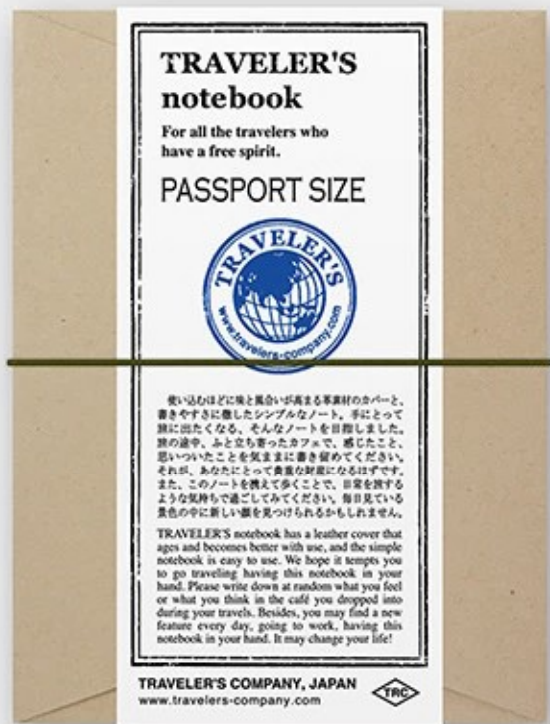 TRAVELER'S
notebook
For all the travelers who
have a free spirit.
PASSPORT SIZE
TRAVELER'S
www.travelers-company.com
使い込むほどに味と風合いが高まる革素材のカバーと、
書きやすさに徹したシンプルなノート。手にとって
旅に出たくなる、そんなノートを目指しました。
旅の途中、ふと立ち寄ったカフェで、感じたこと、
思いついたことを気ままに書き留めてください。
それが、あなたにとって貴重な財産になるはずです。
また、このノートを携えて歩くことで、日常を旅する
ような気持ちで過ごしてみてください。毎日見ている
景色の中に新しい顔を見つけられるかもしれません。
TRAVELER'S notebook has a leather cover that
ages and becomes better with use, and the simple
notebook is easy to use. We hope it tempts you
to go traveling having this notebook in your
hand. Please write down at random what you feel
or what you think in the café you dropped into
during your travels. Besides, you may find a new
feature every day, going to work, having this
notebook in your hand. It may change your life!
TRAVELER'S COMPANY, JAPAN
www.travelers-company.com
TRC